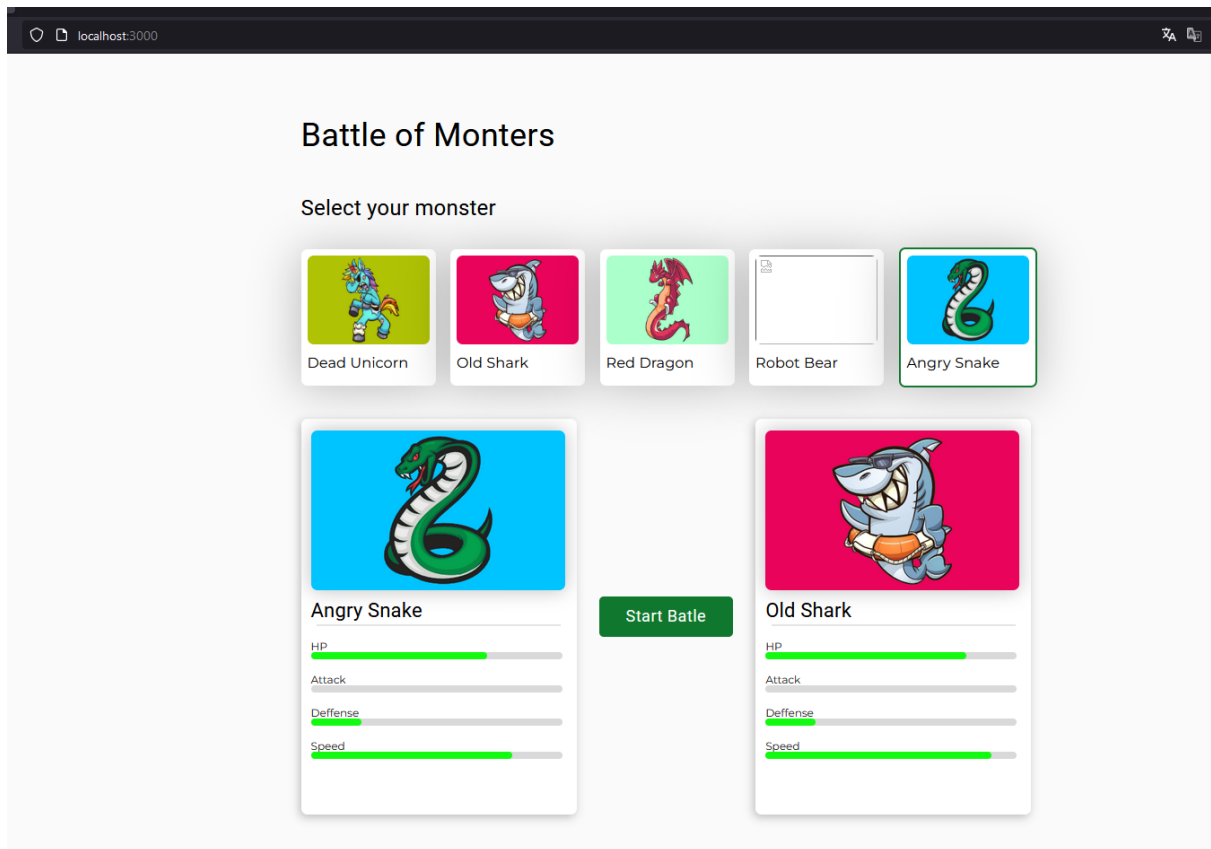 localhost:3000
Battle of Monters
Select your monster
Dead Unicorn
Old Shark
Red Dragon
Robot Bear
Angry Snake
Angry Snake
HP
Attack
Deffense
Speed
Start Batle
Old Shark
HP
Attack
Deffense
Speed